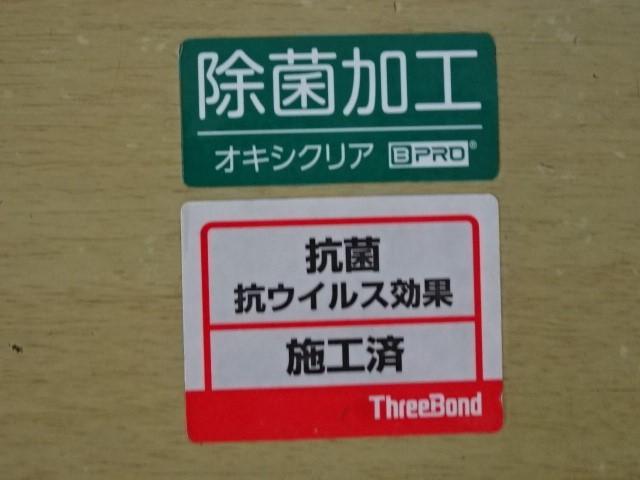 除菌加工
オキシクリア BPRO®
抗菌
抗ウイルス効果
施工済
ThreeBond